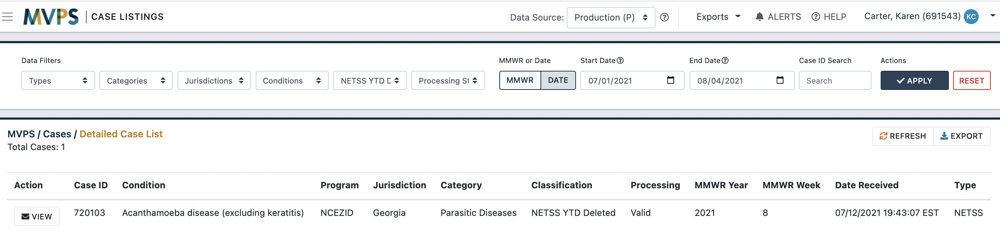 MVPS | CASE LISTINGS Data Source: Production (P) Exports ALERTS HELP Carter, Karen (691543) KC
Data Filters MMWR or Date Start Date End Date Case ID Search Actions
Types Categories Jurisdictions Conditions NETSS YTD D Processing St MMWR DATE 07/01/2021 08/04/2021 Search APPLY RESET
MVPS / Cases / Detailed Case List REFRESH EXPORT
Total Cases: 1
Action Case ID Condition Program Jurisdiction Category Classification Processing MMWR Year MMWR Week Date Received Type
VIEW 720103 Acanthamoeba disease (excluding keratitis) NCEZID Georgia Parasitic Diseases NETSS YTD Deleted Valid 2021 8 07/12/2021 19:43:07 EST NETSS